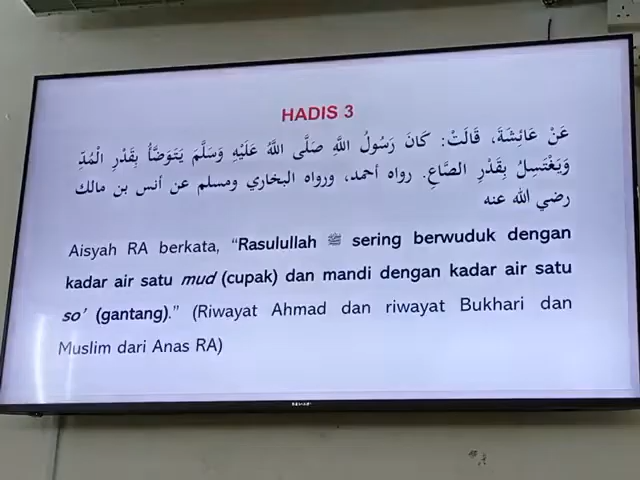 HADIS 3
عَنْ عَائِشَةَ، قَالَتْ: كَانَ رَسُولُ اللَّهِ صَلَّى اللَّهُ عَلَيْهِ وَسَلَّمَ يَتَوَضَّأُ بِقَدْرِ الْمُدِّ
وَيَغْتَسِلُ بِقَدْرِ الصَّاعِ. رواه أحمد، ورواه البخاري ومسلم عن أنس بن مالك
رضي الله عنه
Aisyah RA berkata, “Rasulullah ﷺ sering berwuduk dengan
kadar air satu mud (cupak) dan mandi dengan kadar air satu
so’ (gantang).” (Riwayat Ahmad dan riwayat Bukhari dan
Muslim dari Anas RA)